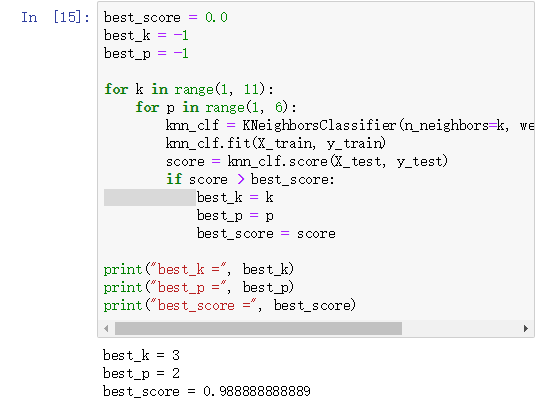 In [15]:
best_score = 0.0
best_k = -1
best_p = -1
for k in range(1, 11):
for p in range(1, 6):
knn_clf = KNeighborsClassifier(n_neighbors=k, we
knn_clf.fit(X_train, y_train)
score = knn_clf.score(X_test, y_test)
if score > best_score:
best_k = k
best_p = p
best_score = score
print("best_k =", best_k)
print("best_p =", best_p)
print("best_score =", best_score)
best_k = 3
best_p = 2
best_score = 0.988888888889